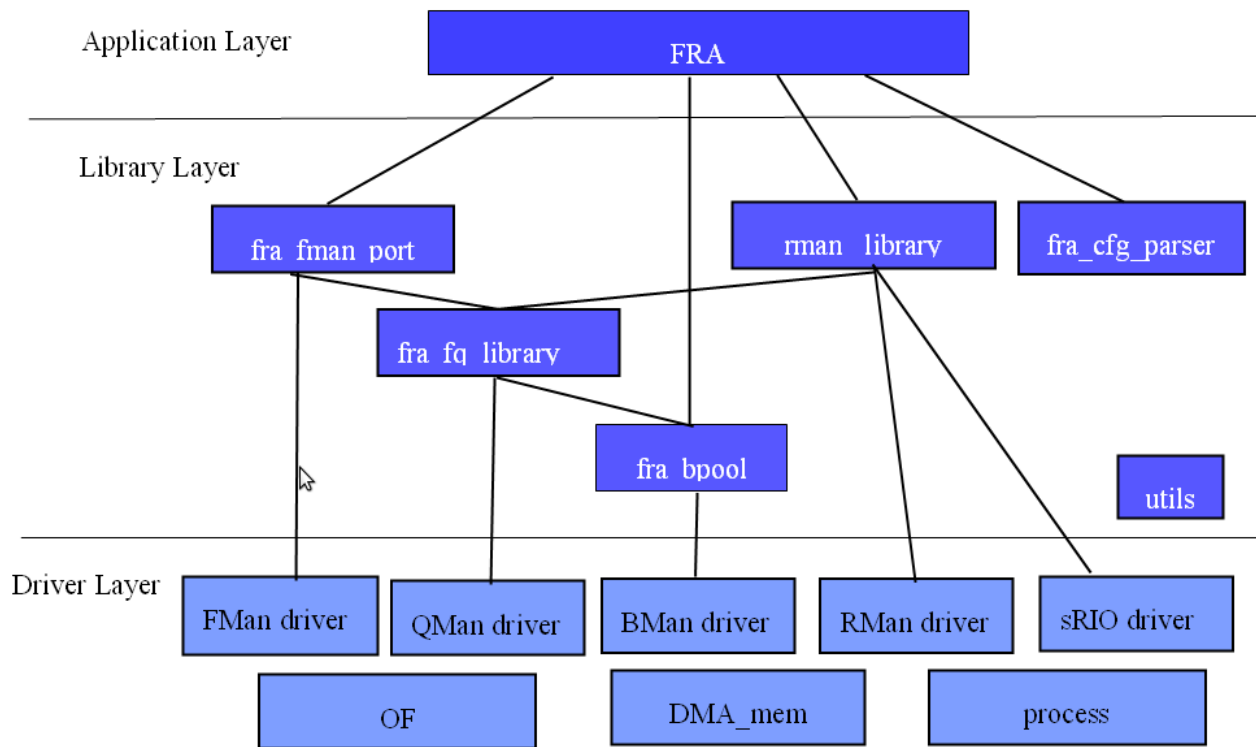 Application Layer
FRA
Library Layer
fra_fman_port
rman_library
fra_cfg_parser
fra_fq_library
fra_bpool
utils
Driver Layer
FMan driver
QMan driver
BMan driver
RMan driver
sRIO driver
OF
DMA_mem
process